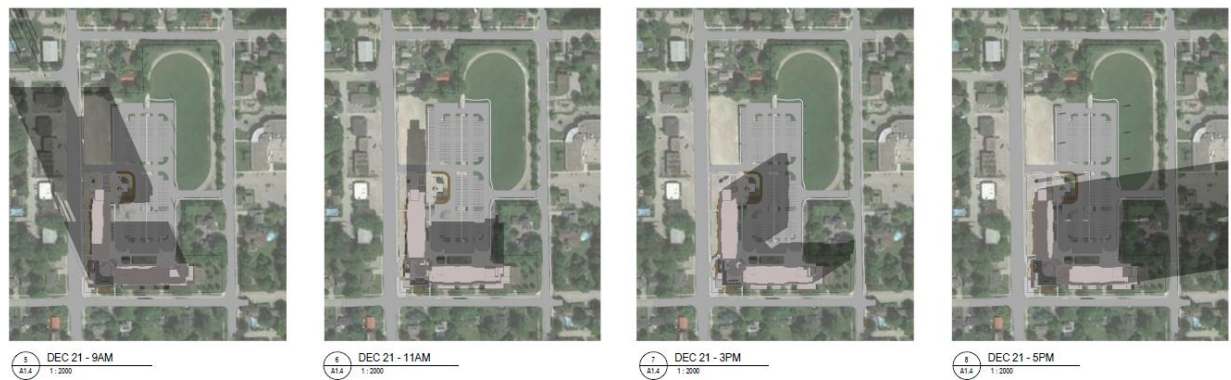 5 DEC 21 - 9AM
A1.4 1 : 2000
6 DEC 21 - 11AM
A1.4 1 : 2000
7 DEC 21 - 3PM
A1.4 1 : 2000
8 DEC 21 - 5PM
A1.4 1 : 2000